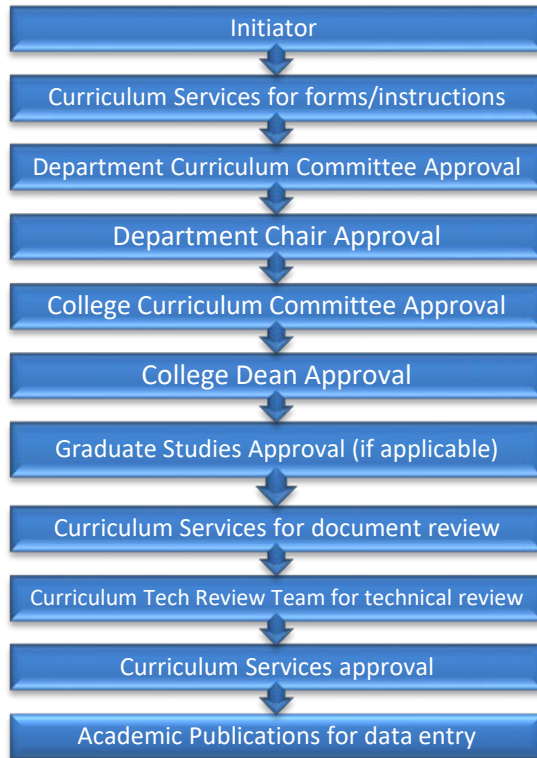 Initiator
Curriculum Services for forms/instructions
Department Curriculum Committee Approval
Department Chair Approval
College Curriculum Committee Approval
College Dean Approval
Graduate Studies Approval (if applicable)
Curriculum Services for document review
Curriculum Tech Review Team for technical review
Curriculum Services approval
Academic Publications for data entry